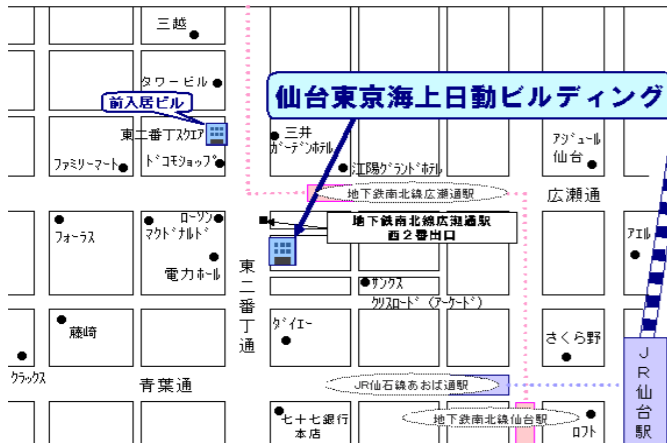 三越
タワービル
前入居ビル
仙台東京海上日動ビルディング
東二番丁スクエア
三井
ガーデンホテル
アジュール
仙台
ファミリーマート
ドコモショップ
江陽グランドホテル
地下鉄南北線広瀬通駅
広瀬通
ローソン
マクドナルド
フォーラス
地下鉄南北線広瀬通駅
西2番出口
アエル
電力ホール
東二番丁通
サンクス
クリスロード (アーケード)
ダイエー
藤崎
さくら野
JR仙台駅
クラックス
青葉通
JR仙石線あおば通駅
七十七銀行
本店
地下鉄南北線仙台駅
ロフト